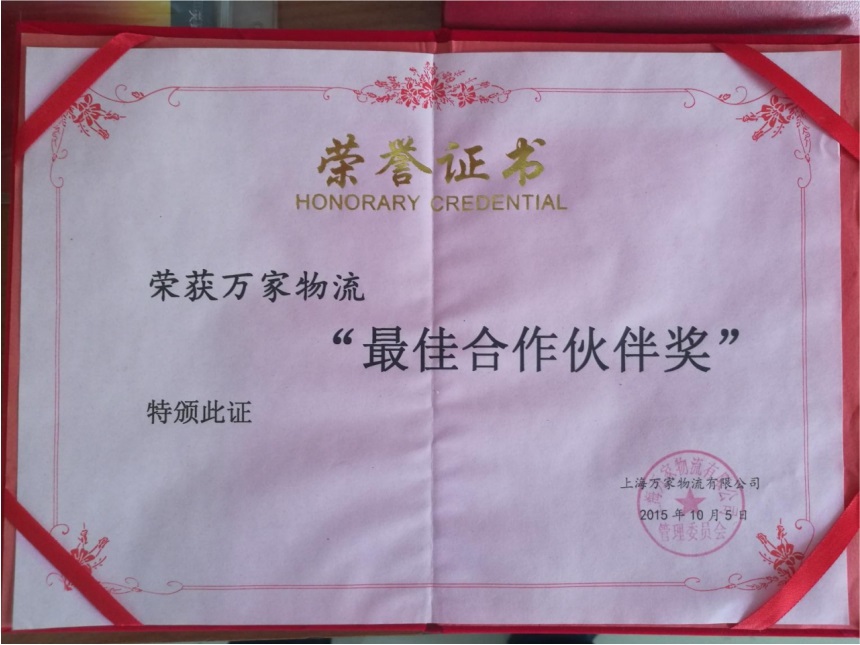 荣誉证书
HONORARY CREDENTIAL
荣获万家物流
“最佳合作伙伴奖”
特颁此证
上海万家物流有限公司
2015年10月5日
管理委员会